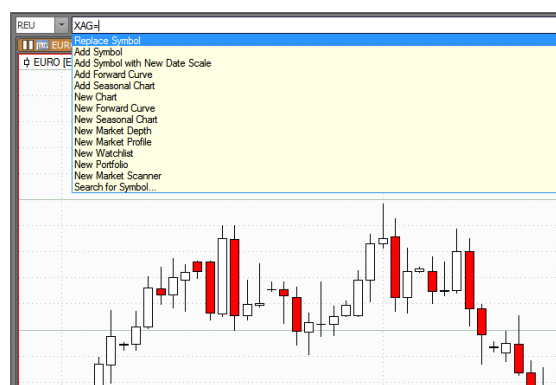 REU XAG=
Replace Symbol
EUR
Add Symbol
EURO [E
Add Symbol with New Date Scale
Add Forward Curve
Add Seasonal Chart
New Chart
New Forward Curve
New Seasonal Chart
New Market Depth
New Market Profile
New Watchlist
New Portfolio
New Market Scanner
Search for Symbol...